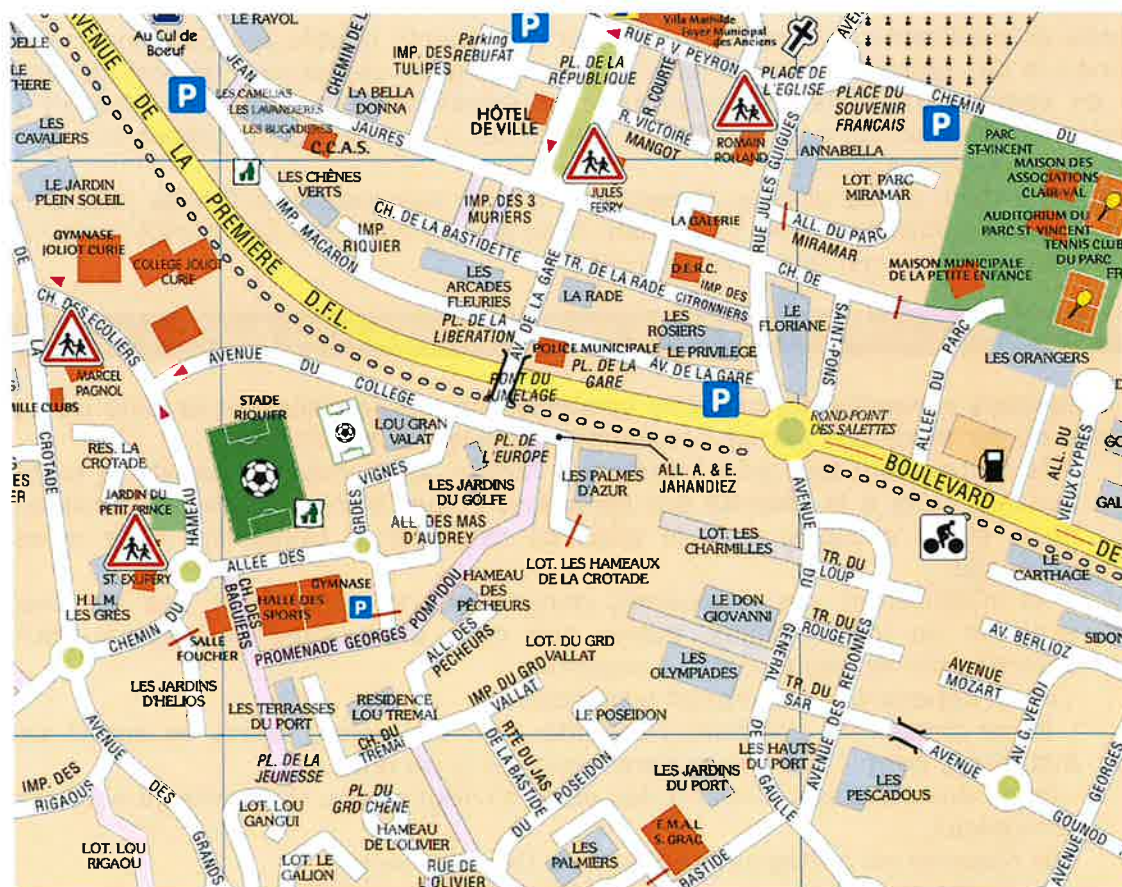 LE RAYOL
Au Cul de
Boeuf
AVENUE DE LA PREMIERE D.F.L.
JEAN JAURES
CHEMIN DE
IMP. DES
TULIPES
Parking
REBUFAT
P
P
PL. DE LA
RÉPUBLIQUE
Villa Mathilde
Foyer Municipal
des Anciens
RUE P. V. PEYRON
PLACE DE
L'EGLISE
PLACE DU
SOUVENIR
FRANCAIS
P
CHEMIN DU
LES
CAVALIERS
LES CAMELIAS
LES LAVANDIERES
LES BUGADIERES
LA BELLA
DONNA
HÔTEL
DE VILLE
R. COURTE
R. VICTOIRE
MANGOT
ROMAIN
ROLLAND
RUE JULES GUIGUES
ANNABELLA
PARC
ST-VINCENT
MAISON DES
ASSOCIATIONS
CLAIR-VAL
C.C.A.S.
LE JARDIN
PLEIN SOLEIL
LES CHÊNES
VERTS
IMP. DES 3
MURIERS
JULES
FERRY
LOT. PARC
MIRAMAR
AUDITORIUM DU
PARC ST-VINCENT
TENNIS CLUB
DU PARC
IMP. MACARON
IMP.
RIQUIER
CH. DE LA BASTIDETTE
LA GALERIE
ALL. DU PARC
MIRAMAR
MAISON MUNICIPALE
DE LA PETITE ENFANCE
GYMNASE
JOLIOT CURIE
COLLEGE JOLIOT
CURIE
LES
ARCADES
FLEURIES
TR. DE LA RADE
D.E.R.C.
IMP. DES
CITRONNIERS
CH. DE
SAINT-PONS
LA RADE
LE
FLORIANE
CH. DES ECOLIERS
PL. DE LA
LIBERATION
AV. DE LA GARE
LES
ROSIERS
LE PRIVILEGE
ALLEE DU PARC
LES ORANGERS
DE LA CROTADE
MARCEL
PAGNOL
AVENUE DU COLLEGE
POLICE MUNICIPALE
PL. DE LA
GARE
AV. DE LA GARE
PONT DU
JUMELAGE
P
ROND-POINT
DES SALETTES
STADE
RIQUIER
LOU GRAN
VALAT
PL. DE
L'EUROPE
ALL. A. & E.
JAHANDIEZ
BOULEVARD DE
ALL. DU
VIEUX CYPRES
RES. LA
CROTADE
GRDES VIGNES
LES JARDINS
DU GOLFE
LES PALMES
D'AZUR
JARDIN DU
PETIT PRINCE
HAMEAU
ALL. DES MAS
D'AUDREY
AVENUE DU GENERAL DE GAULLE
LOT. LES
CHARMILLES
ST. EXUPERY
ALLÉE DES
LOT. LES HAMEAUX
DE LA CROTADE
TR. DU
LOUP
LE
CARTHAGE
H.L.M.
LES GRÉS
CHEMIN DU
CH. DES BAGUIERS
GYMNASE
HALLE DES
SPORTS
P
HAMEAU
DES
PÉCHEURS
LE DON
GIOVANNI
TR. DU
ROUGET
AV. BERLIOZ
SALLE
FOUCHER
PROMENADE GEORGES POMPIDOU
ALL. DES
PECHEURS
LOT. DU GRD
VALLAT
LES
OLYMPIADES
AVENUE DES REDONNES
AVENUE
MOZART
LES JARDINS
D'HELIOS
LES TERRASSES
DU PORT
RESIDENCE
LOU TREMAI
IMP. DU GRD
VALLAT
LE POSEIDON
TR. DU
SAR
AV. G. VERDI
CH. DU
TREMAI
RTE DU JAS
DE LA BASTIDE
DU POSEIDON
LES HAUTS
DU PORT
AVENUE GOUNOD
AVENUE GEORGES
PL. DE LA
JEUNESSE
LES JARDINS
DU PORT
LES
PESCADOUS
IMP. DES
RIGAOUS
AVENUE DES GRANDS
PL. DU
GRD CHÊNE
LOT. LOU
GANGUI
HAMEAU
DE L'OLIVIER
E.M.A.L.
LOT. LOU
RIGAOU
LOT. LE
GALION
RUE DE
L'OLIVIER
LES
PALMIERS
BASTIDE